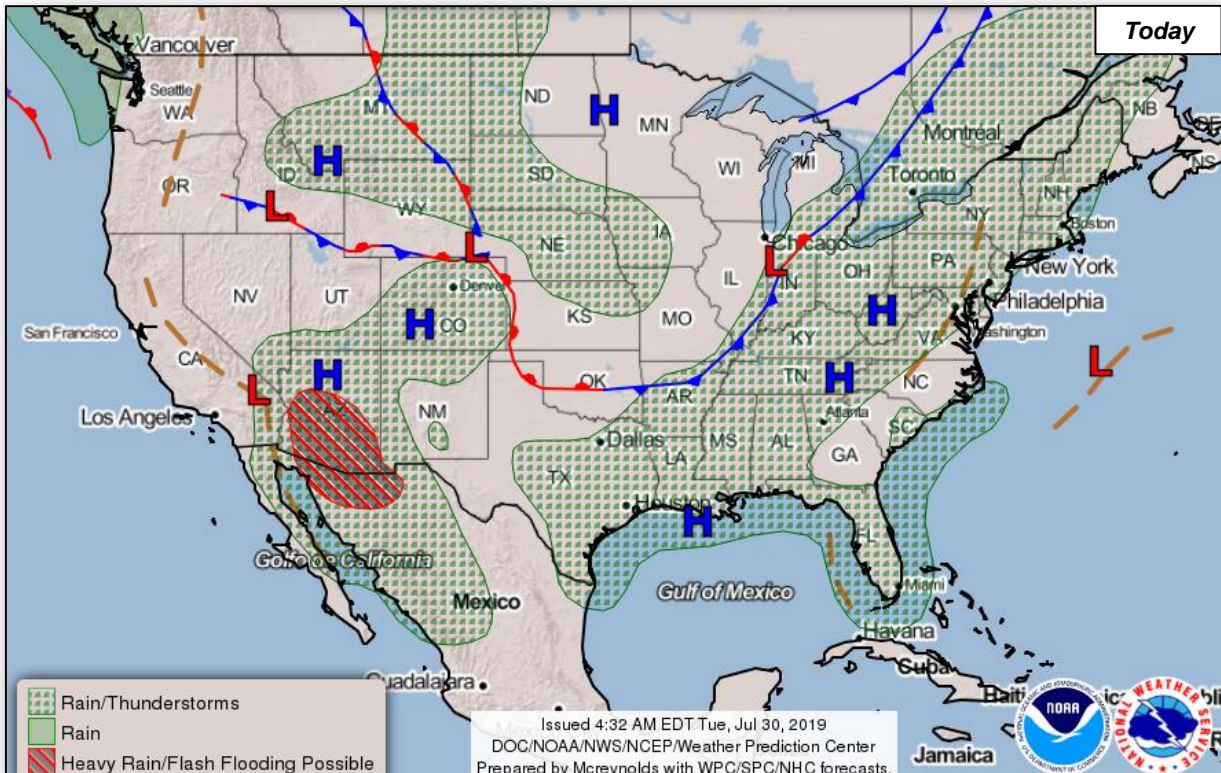 Today
Vancouver
Seattle
WA
MT
ND
MN
Montréal
NB
NS
OR
ID
SD
WI
MI
Toronto
NH
Boston
WY
NE
IA
Chicago
NY
PA
New York
Philadelphia
NV
UT
Denver
CO
KS
MO
IL
IN
OH
VA
San Francisco
CA
KY
NC
Los Angeles
AZ
NM
OK
AR
TN
Atlanta
SC
Dallas
MS
AL
GA
LA
TX
Houston
FL
Miami
Golfo de California
Mexico
Gulf of Mexico
Havana
Cuba
Guadalajara
Jamaica
H
H
H
H
H
H
H
L
L
L
L
L
Rain/Thunderstorms
Rain
Heavy Rain/Flash Flooding Possible
Issued 4:32 AM EDT Tue, Jul 30, 2019
DOC/NOAA/NWS/NCEP/Weather Prediction Center
Prepared by Mcreynolds with WPC/SPC/NHC forecasts.
NOAA
NATIONAL WEATHER SERVICE